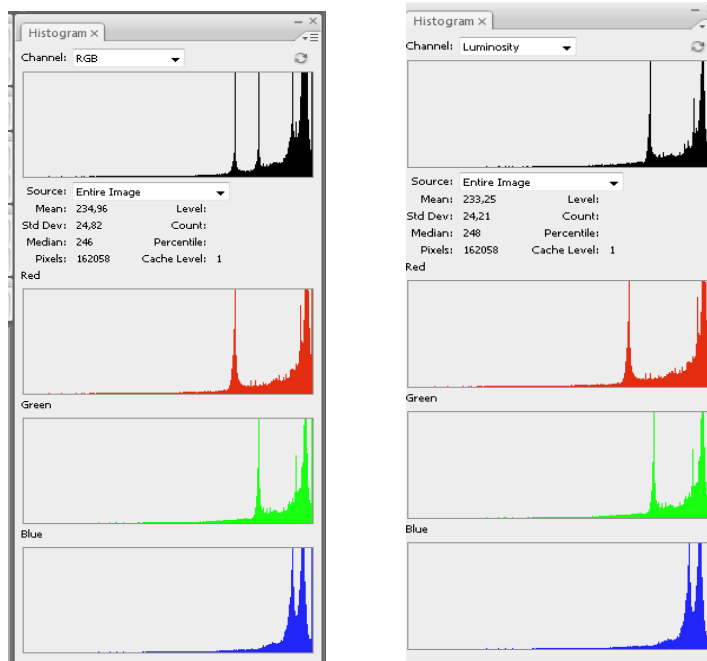 Histogram ×
Channel: RGB
Source: Entire Image
Mean: 234,96 Level:
Std Dev: 24,82 Count:
Median: 246 Percentile:
Pixels: 162058 Cache Level: 1
Red
Green
Blue
Histogram ×
Channel: Luminosity
Source: Entire Image
Mean: 233,25 Level:
Std Dev: 24,21 Count:
Median: 248 Percentile:
Pixels: 162058 Cache Level: 1
Red
Green
Blue